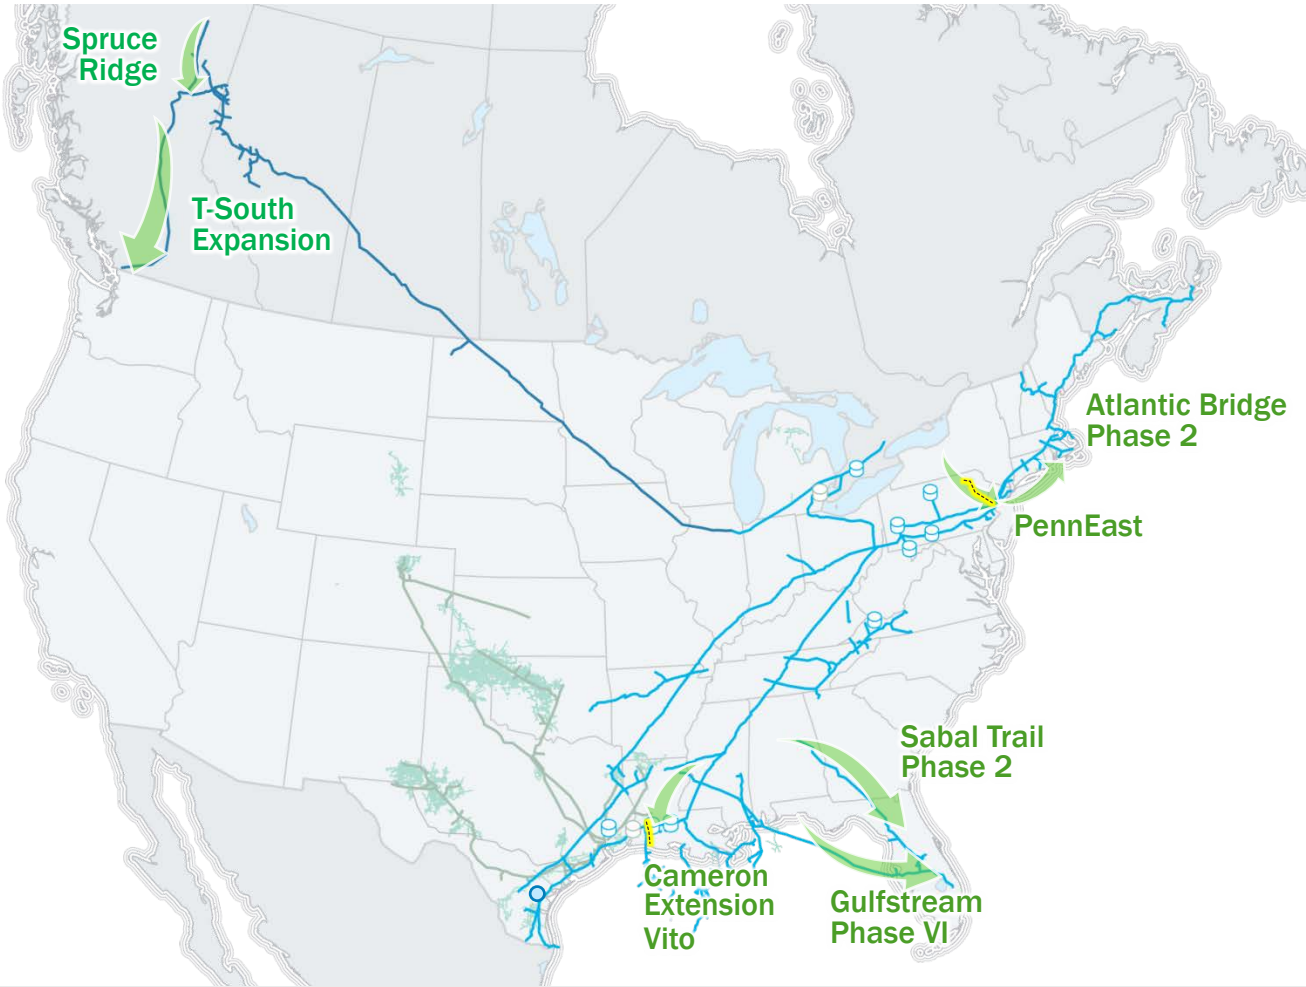 Spruce
Ridge
T-South
Expansion
Atlantic Bridge
Phase 2
PennEast
Sabal Trail
Phase 2
Cameron
Extension
Vito
Gulfstream
Phase VI